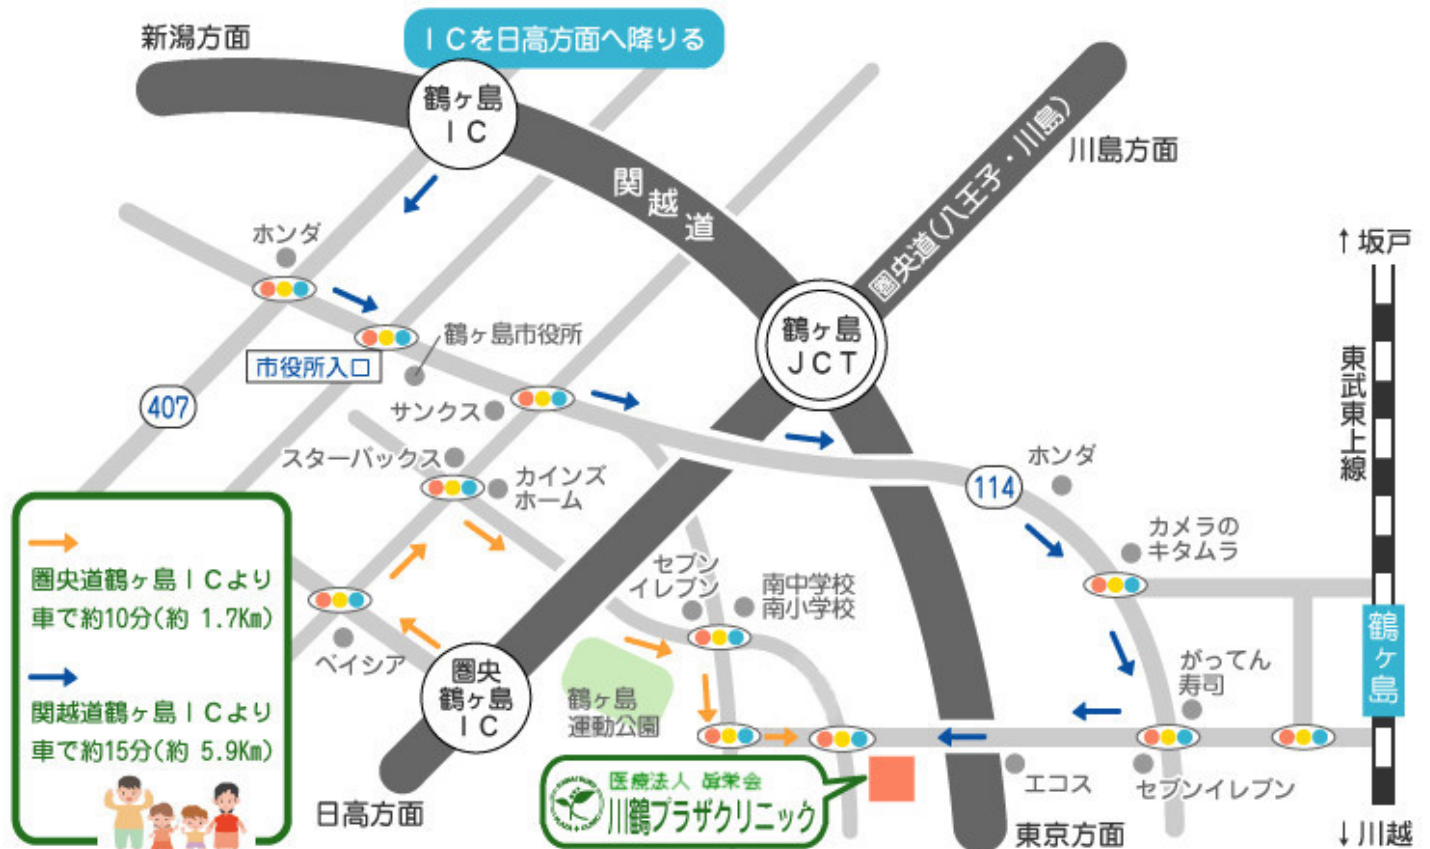 新潟方面
ICを日高方面へ降りる
鶴ヶ島
IC
関越道
圏央道(八王子・川島)
川島方面
ホンダ
市役所入口
鶴ヶ島市役所
鶴ヶ島
JCT
↑坂戸
東武東上線
407
サンクス
スターバックス
カインズ
ホーム
114
ホンダ
カメラの
キタムラ
セブン
イレブン
南中学校
南小学校
圏央道鶴ヶ島ICより
車で約10分(約 1.7Km)
関越道鶴ヶ島ICより
車で約15分(約 5.9Km)
ベイシア
圏央
鶴ヶ島
IC
鶴ヶ島
運動公園
がってん
寿司
鶴ヶ島
医療法人 眞栄会
川鶴プラザクリニック
エコス
セブンイレブン
日高方面
東京方面
↓川越